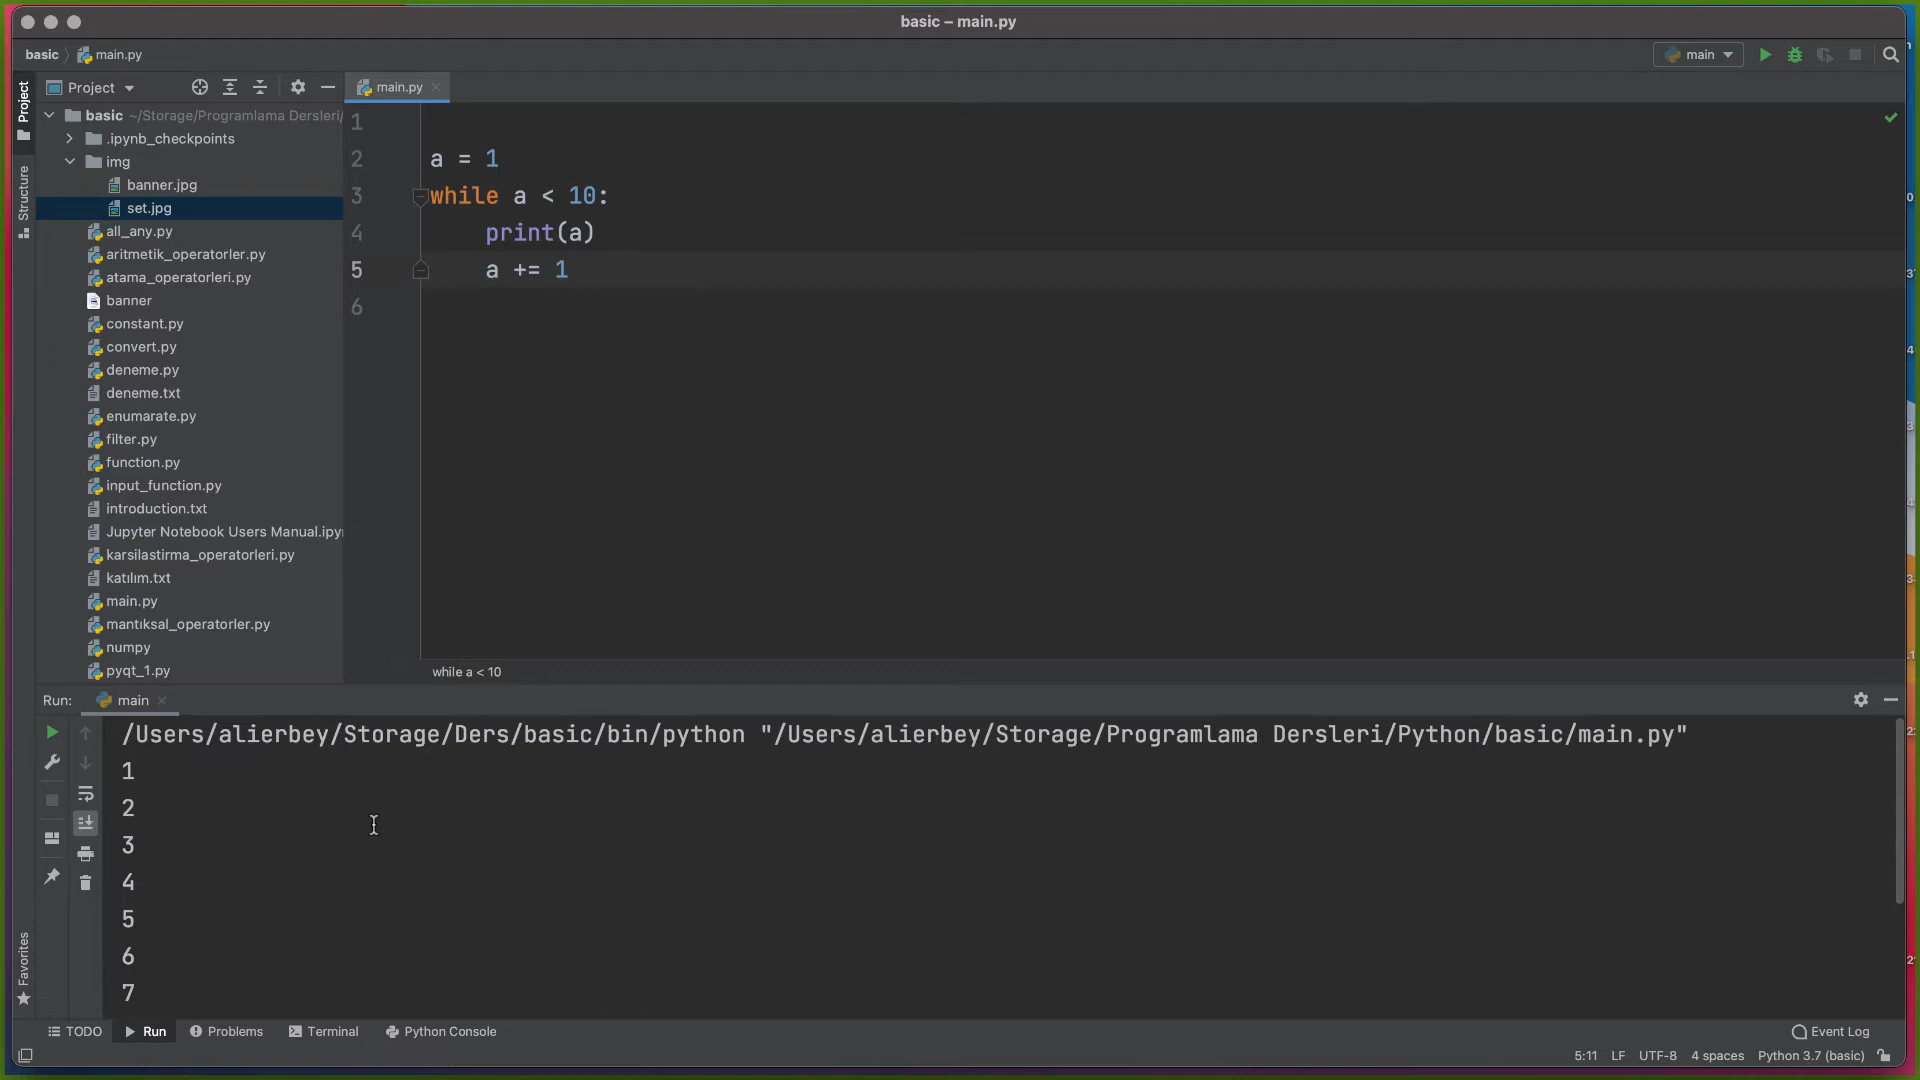 basic – main.py
basic
main.py
main
Project
main.py
Project
Structure
Favorites
basic ~/Storage/Programlama Dersleri/
.ipynb_checkpoints
img
banner.jpg
set.jpg
all_any.py
aritmetik_operatorler.py
atama_operatorleri.py
banner
constant.py
convert.py
deneme.py
deneme.txt
enumarate.py
filter.py
function.py
input_function.py
introduction.txt
Jupyter Notebook Users Manual.ipy
karsilastirma_operatorleri.py
katılım.txt
main.py
mantıksal_operatorler.py
numpy
pyqt_1.py
1
2 a = 1
3 while a < 10:
4 print(a)
5 a += 1
6
while a < 10
Run: main
/Users/alierbey/Storage/Ders/basic/bin/python "/Users/alierbey/Storage/Programlama Dersleri/Python/basic/main.py"
1
2
3
4
5
6
7
TODO Run Problems Terminal Python Console Event Log
5:11 LF UTF-8 4 spaces Python 3.7 (basic)